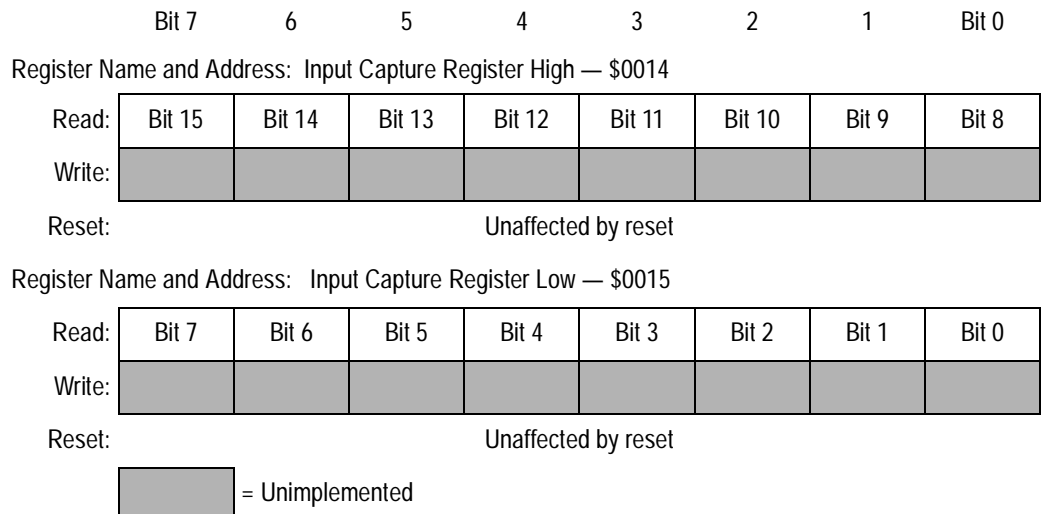 Bit 7 6 5 4 3 2 1 Bit 0
Register Name and Address: Input Capture Register High — $0014
Read: Bit 15 Bit 14 Bit 13 Bit 12 Bit 11 Bit 10 Bit 9 Bit 8
Write:
Reset: Unaffected by reset
Register Name and Address: Input Capture Register Low — $0015
Read: Bit 7 Bit 6 Bit 5 Bit 4 Bit 3 Bit 2 Bit 1 Bit 0
Write:
Reset: Unaffected by reset
= Unimplemented